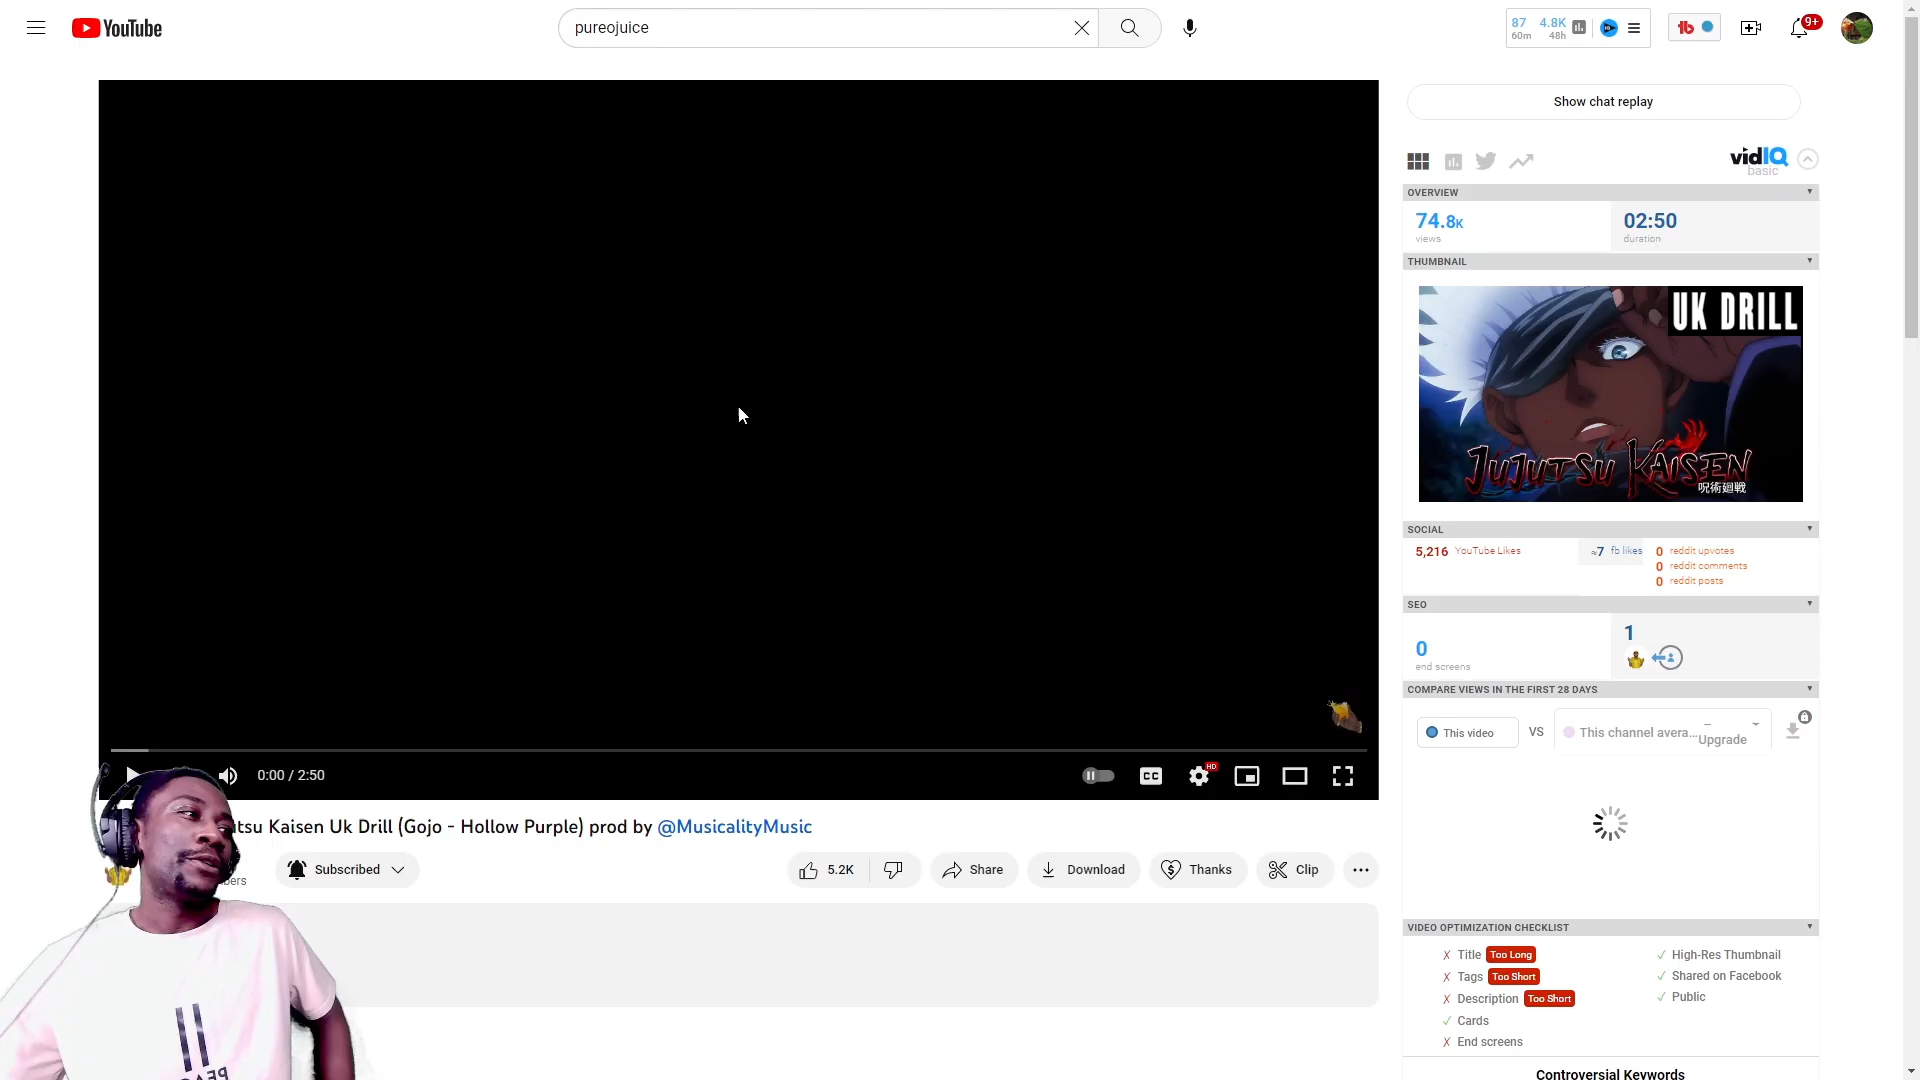 YouTube
pureojuice
87 4.8K
60m 48h
9+
Show chat replay
vidIQ
basic
OVERVIEW
74.8K
views
02:50
duration
THUMBNAIL
UK DRILL
JUJUTSU KAISEN
呪術廻戦
SOCIAL
5,216 YouTube Likes
≈7 fb likes
0 reddit upvotes
0 reddit comments
0 reddit posts
SEO
0
end screens
1
COMPARE VIEWS IN THE FIRST 28 DAYS
This video VS This channel avera...
Upgrade
0:00 / 2:50
CC
HD
tsu Kaisen Uk Drill (Gojo - Hollow Purple) prod by @MusicalityMusic
Subscribed
bers
5.2K
Share
Download
Thanks
Clip
VIDEO OPTIMIZATION CHECKLIST
Title Too Long
Tags Too Short
Description Too Short
Cards
End screens
High-Res Thumbnail
Shared on Facebook
Public
Controversial Keywords